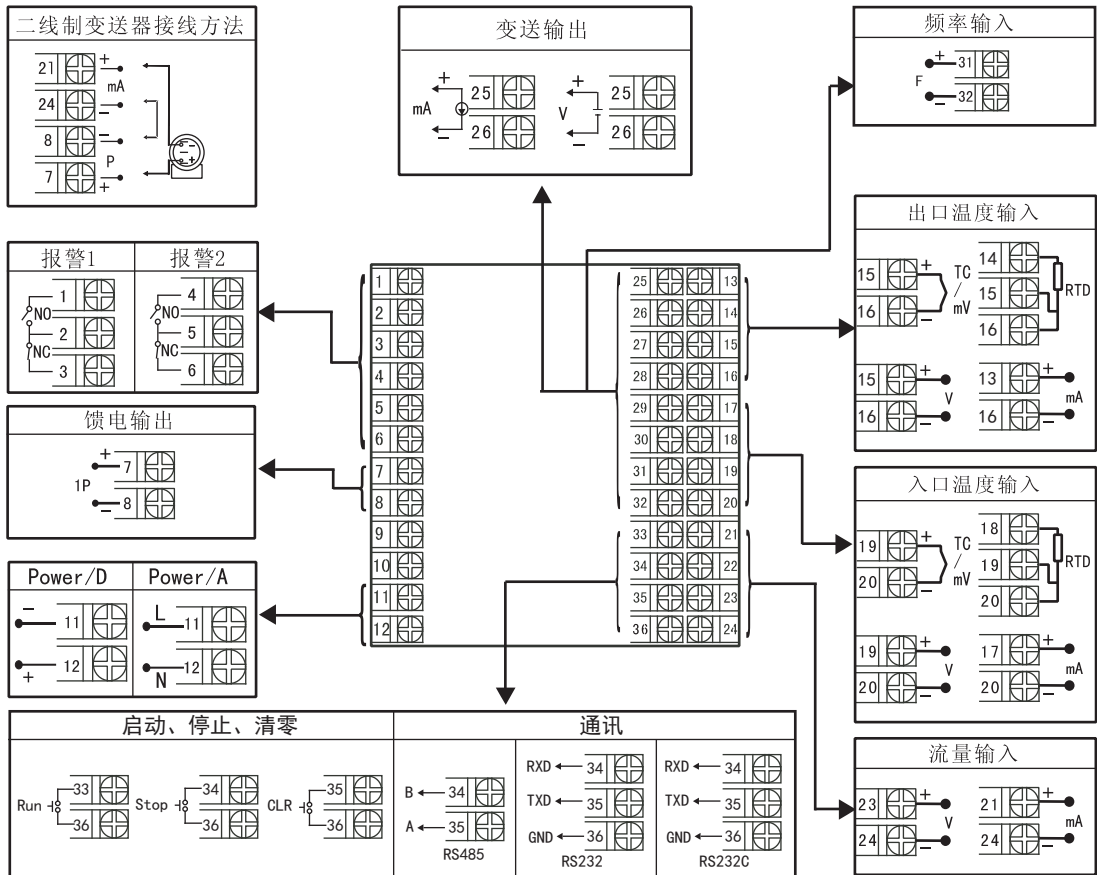 二线制变送器接线方法
21
+
mA
24
−
8
−
P
7
+
− −
− +
变送输出
+
mA
−
25
26
+
V
−
25
26
频率输入
+
31
F
−
32
报警1
报警2
1
NO
2
NC
3
4
NO
5
NC
6
馈电输出
+
7
1P
−
8
Power/D
Power/A
−
11
+
12
L
11
N
12
1
2
3
4
5
6
7
8
9
10
11
12
25 13
26 14
27 15
28 16
29 17
30 18
31 19
32 20
33 21
34 22
35 23
36 24
出口温度输入
15 +
16 −
TC
/
mV
14
15
16
RTD
15 +
V
16 −
13 +
mA
16 −
入口温度输入
19 +
20 −
TC
/
mV
18
19
20
RTD
19 +
V
20 −
17 +
mA
20 −
流量输入
23 +
V
24 −
21 +
mA
24 −
启动、停止、清零
Run
33
36
Stop
34
36
CLR
35
36
通讯
B 34
A 35
RS485
RXD 34
TXD 35
GND 36
RS232
RXD 34
TXD 35
GND 36
RS232C